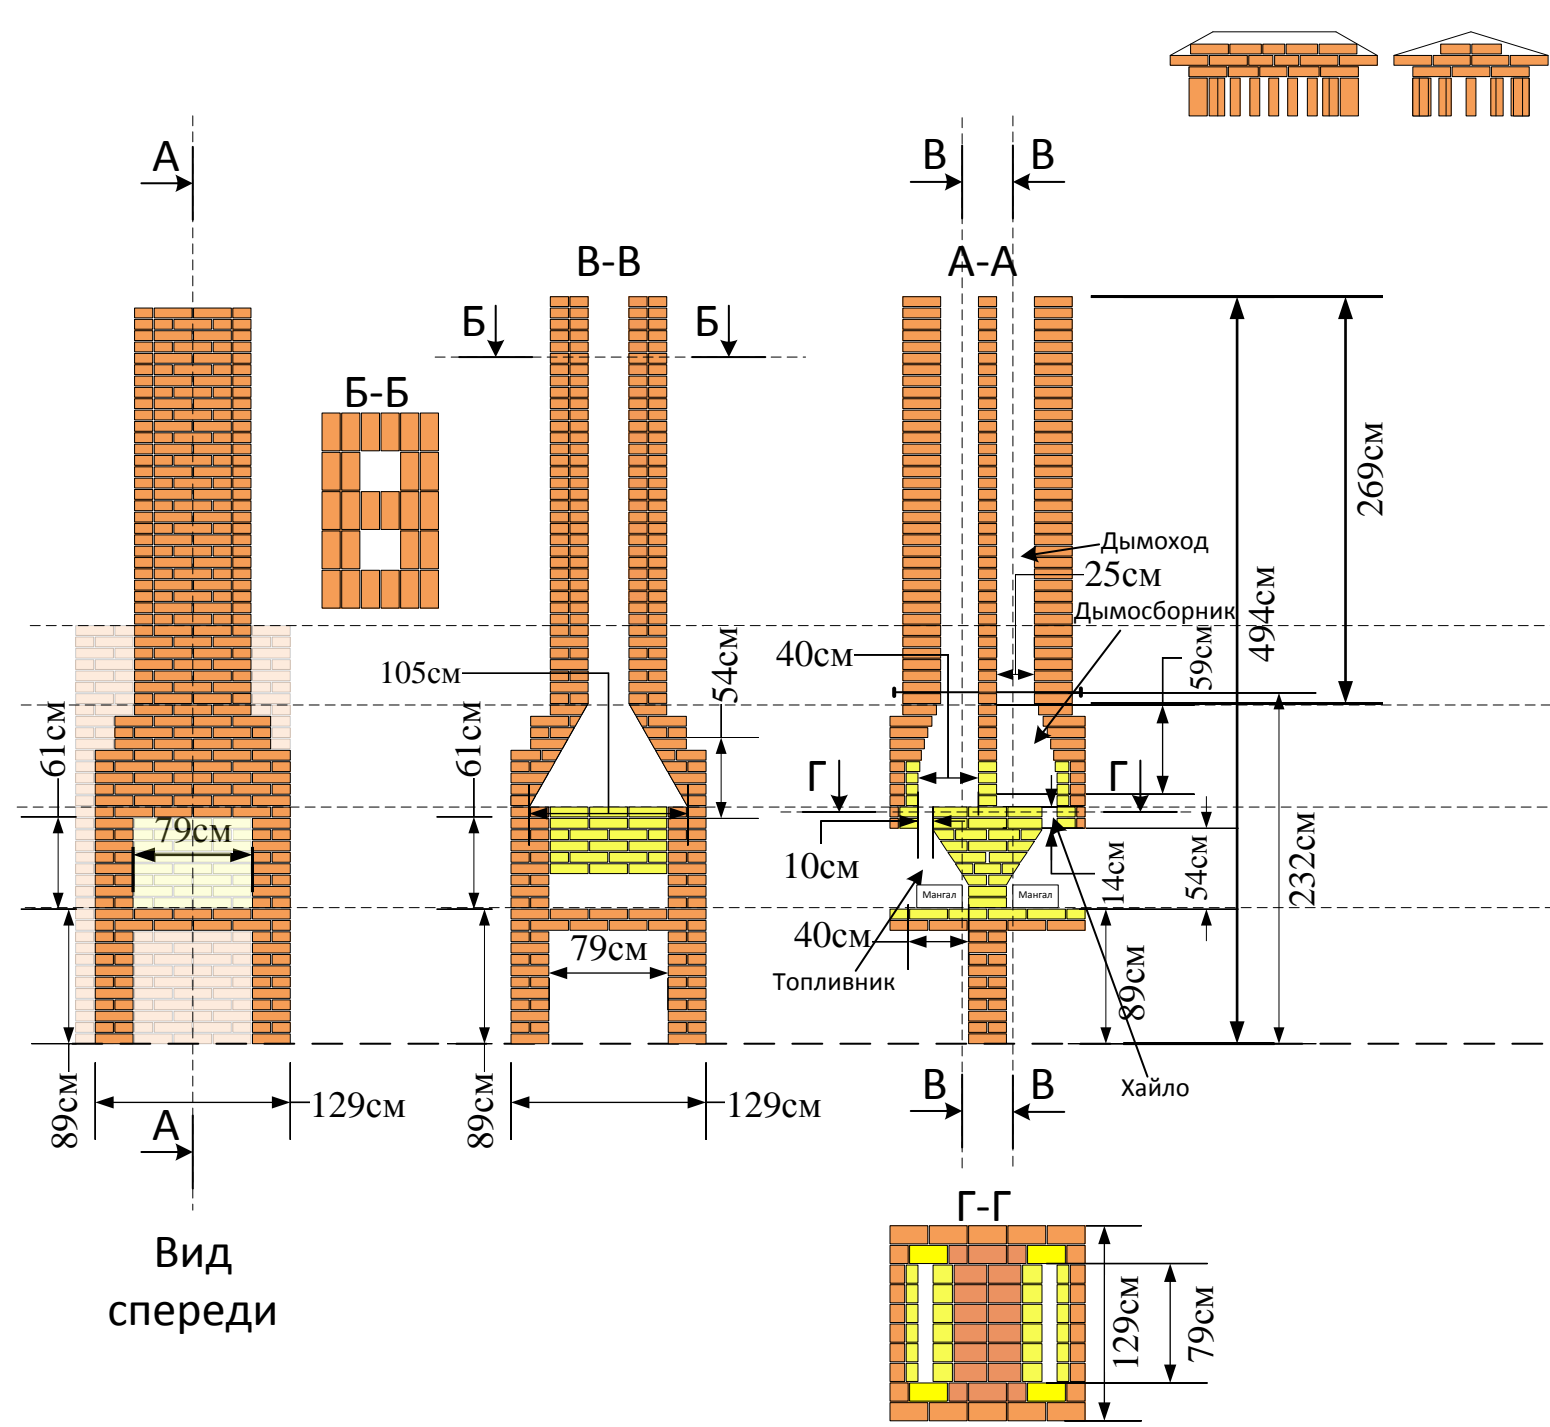 А
В
В
В-В
А-А
Б
Б
Б-Б
269см
Дымоход
25см
Дымосборник
494см
40см
59см
105см
54см
61см
61см
Г
Г
79см
10см
14см
54см
232см
Мангал
Мангал
40см
79см
Топливник
89см
Хайло
В
В
89см
129см
89см
129см
А
Г-Г
Вид
спереди
129см
79см